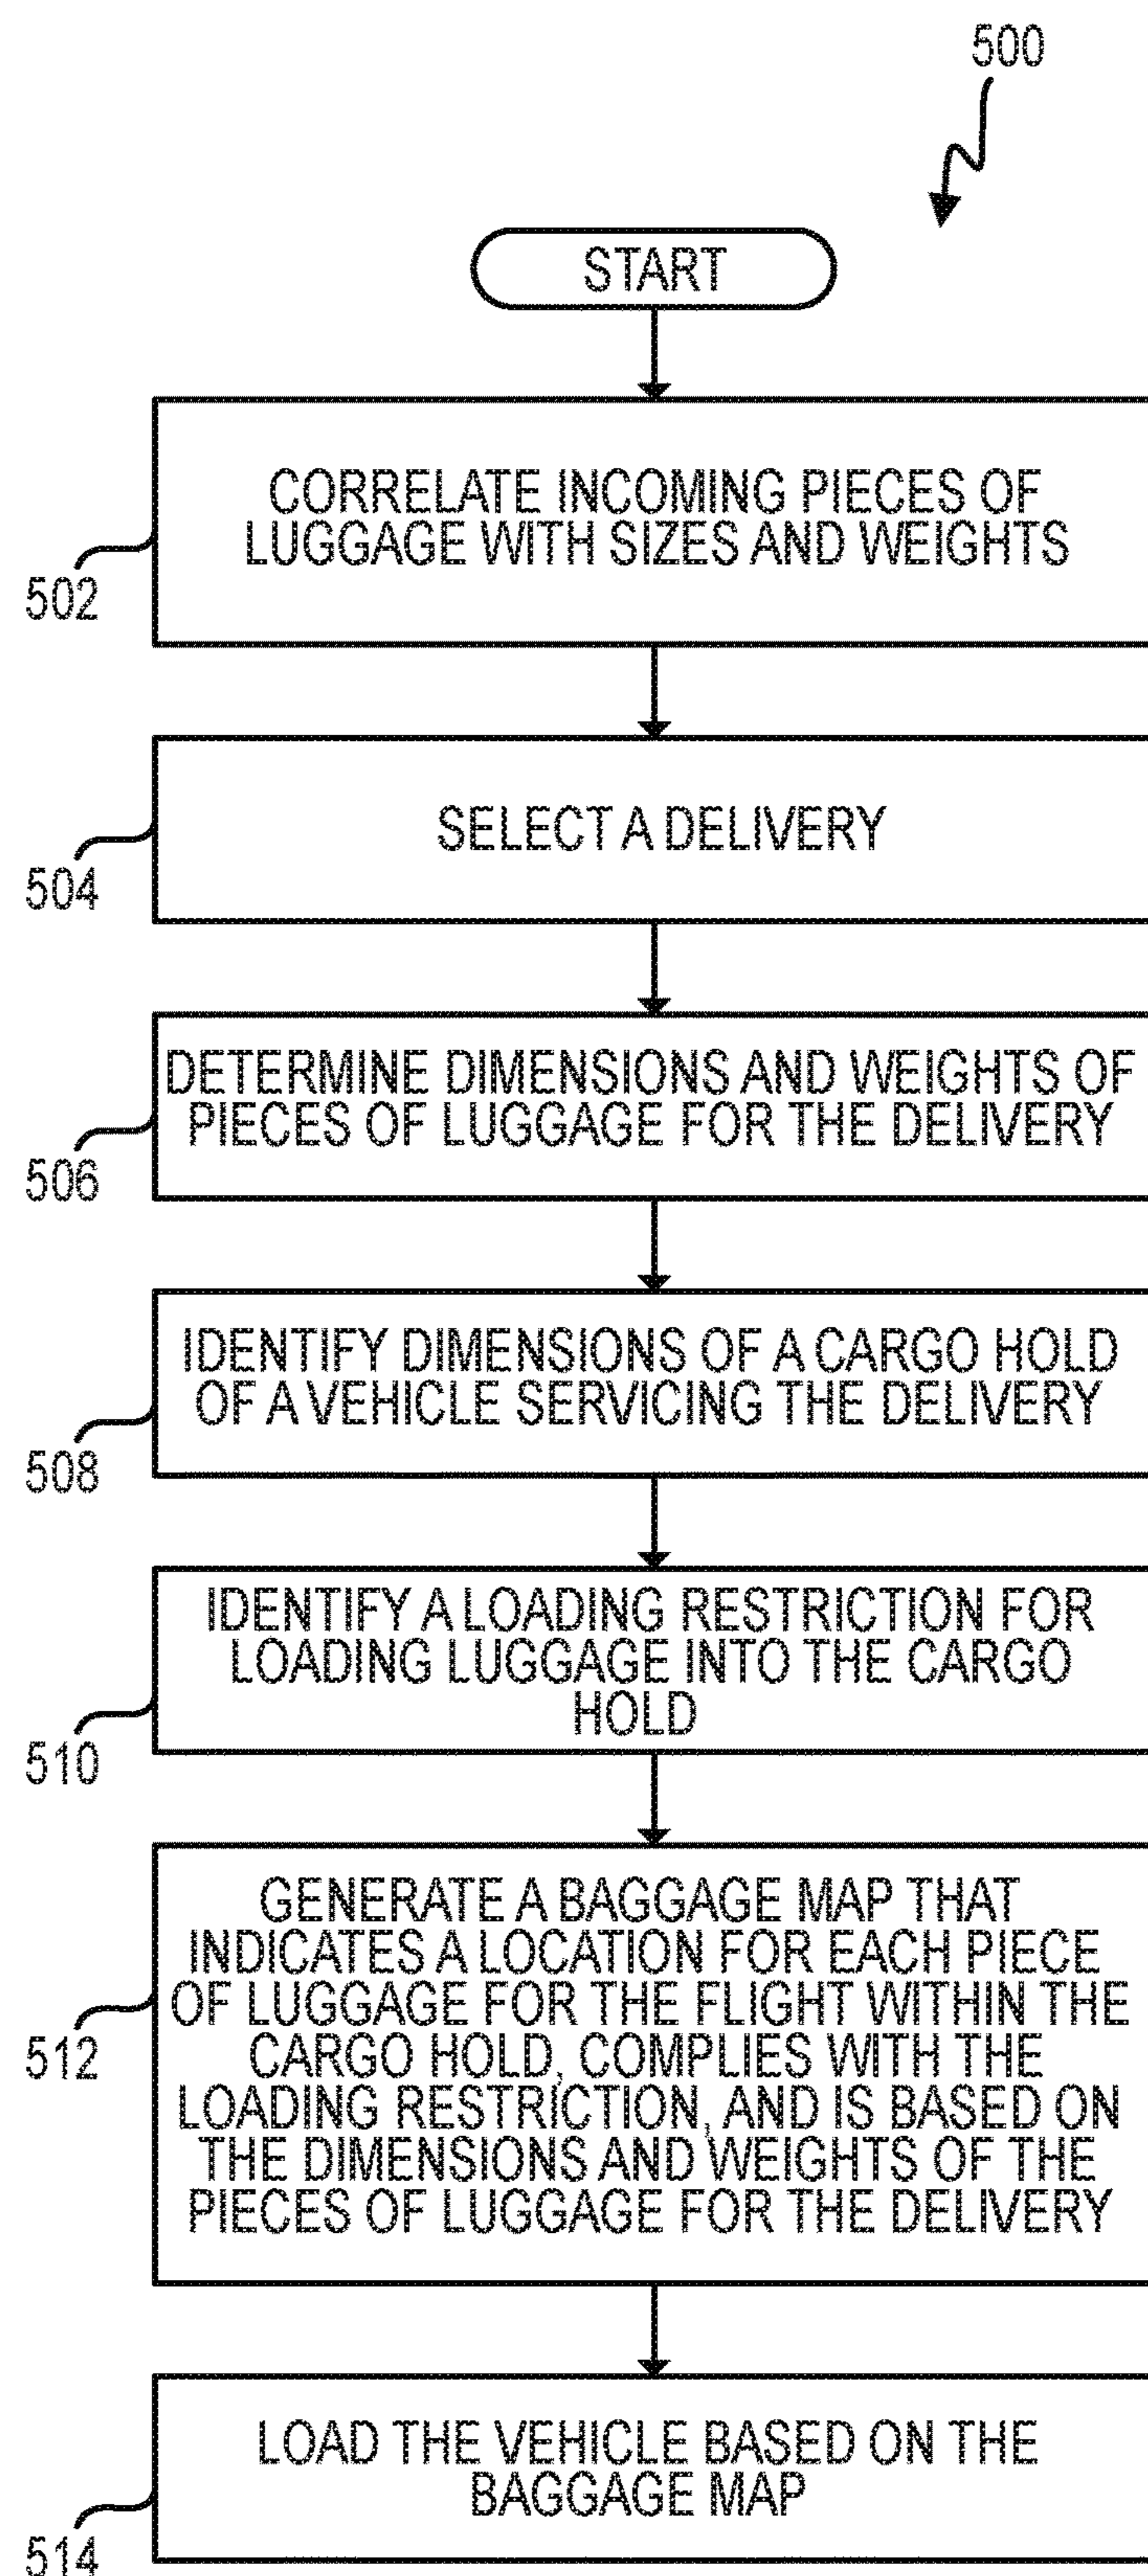 500
START
CORRELATE INCOMING PIECES OF
LUGGAGE WITH SIZES AND WEIGHTS
502
SELECT A DELIVERY
504
DETERMINE DIMENSIONS AND WEIGHTS OF
PIECES OF LUGGAGE FOR THE DELIVERY
506
IDENTIFY DIMENSIONS OF A CARGO HOLD
OF A VEHICLE SERVICING THE DELIVERY
508
IDENTIFY A LOADING RESTRICTION FOR
LOADING LUGGAGE INTO THE CARGO
HOLD
510
GENERATE A BAGGAGE MAP THAT
INDICATES A LOCATION FOR EACH PIECE
OF LUGGAGE FOR THE FLIGHT WITHIN THE
CARGO HOLD, COMPLIES WITH THE
LOADING RESTRICTION, AND IS BASED ON
THE DIMENSIONS AND WEIGHTS OF THE
PIECES OF LUGGAGE FOR THE DELIVERY
512
LOAD THE VEHICLE BASED ON THE
BAGGAGE MAP
514